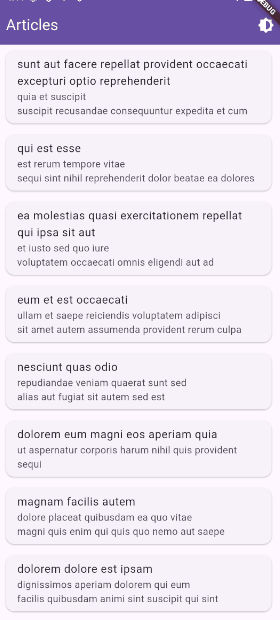 Articles
DEBUG
sunt aut facere repellat provident occaecati
excepturi optio reprehenderit
quia et suscipit
suscipit recusandae consequuntur expedita et cum
qui est esse
est rerum tempore vitae
sequi sint nihil reprehenderit dolor beatae ea dolores
ea molestias quasi exercitationem repellat
qui ipsa sit aut
et iusto sed quo iure
voluptatem occaecati omnis eligendi aut ad
eum et est occaecati
ullam et saepe reiciendis voluptatem adipisci
sit amet autem assumenda provident rerum culpa
nesciunt quas odio
repudiandae veniam quaerat sunt sed
alias aut fugiat sit autem sed est
dolorem eum magni eos aperiam quia
ut aspernatur corporis harum nihil quis provident
sequi
magnam facilis autem
dolore placeat quibusdam ea quo vitae
magni quis enim qui quis quo nemo aut saepe
dolorem dolore est ipsam
dignissimos aperiam dolorem qui eum
facilis quibusdam animi sint suscipit qui sint